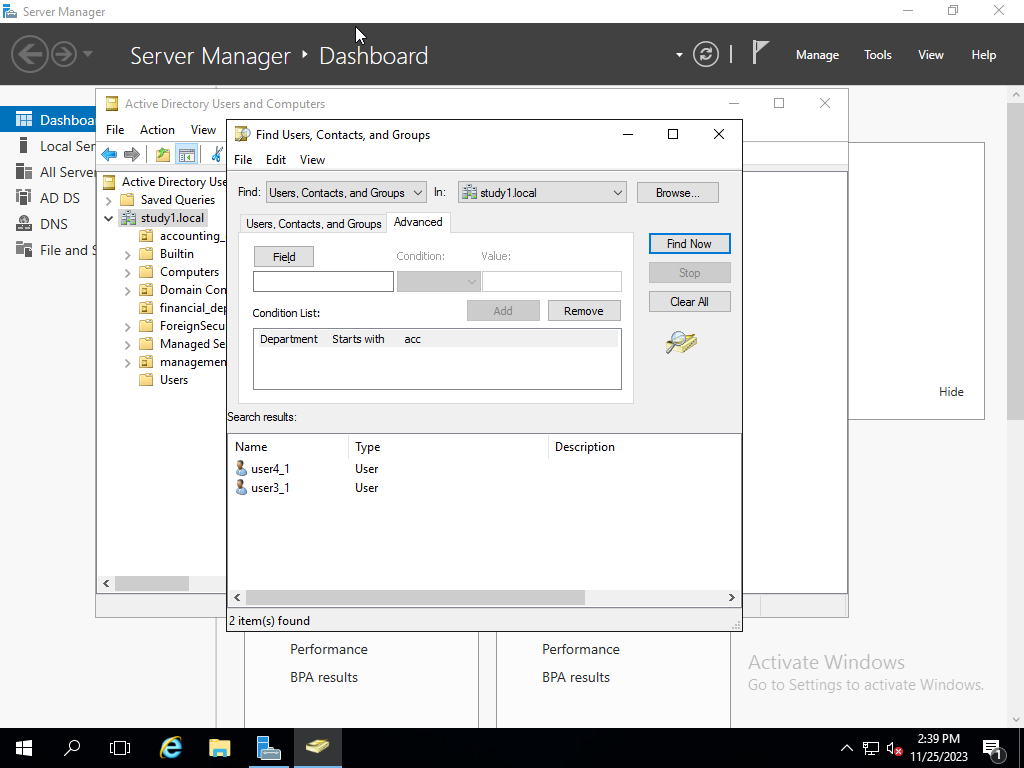 Server Manager
Server Manager ‣ Dashboard
Manage Tools View Help
Dashboa
Local Ser
All Server
AD DS
DNS
File and S
Active Directory Users and Computers
File Action View
Active Directory Use
Saved Queries
study1.local
accounting_
Builtin
Computers
Domain Con
financial_dep
ForeignSecu
Managed Se
managemen
Users
Find Users, Contacts, and Groups
File Edit View
Find: Users, Contacts, and Groups In: study1.local Browse...
Users, Contacts, and Groups Advanced
Field Condition: Value:
Condition List: Add Remove
Department Starts with acc
Find Now
Stop
Clear All
Search results:
Name Type Description
user4_1 User
user3_1 User
2 item(s) found
Hide
Performance
BPA results
Performance
BPA results
Activate Windows
Go to Settings to activate Windows.
2:39 PM
11/25/2023
1